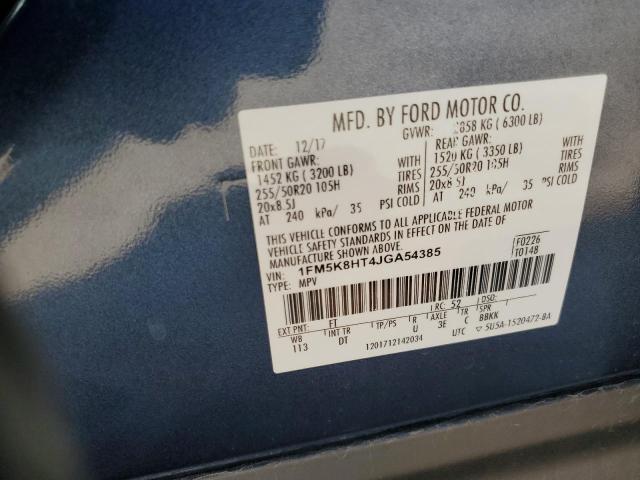 MFD. BY FORD MOTOR CO.
DATE: 12/17 GVWR: 2858 KG ( 6300 LB)
FRONT GAWR: REAR GAWR:
1452 KG ( 3200 LB) WITH 1520 KG ( 3350 LB) WITH
255/50R20 105H TIRES 255/50R20 105H TIRES
20x8.5J RIMS 20x8.5J RIMS
AT 240 kPa/ 35 PSI COLD AT 240 kPa/ 35 PSI COLD
THIS VEHICLE CONFORMS TO ALL APPLICABLE FEDERAL MOTOR
VEHICLE SAFETY STANDARDS IN EFFECT ON THE DATE OF
MANUFACTURE SHOWN ABOVE.
VIN: 1FM5K8HT4JGA54385 F0226
TYPE: MPV T0148
EXT PNT: FT RC: 52 DSO:
WB INT TR TP/PS R AXLE TR SPR
113 DT U 3E C BBKK
1201712142034 UTC ▽ 5U5A-1520472-BA